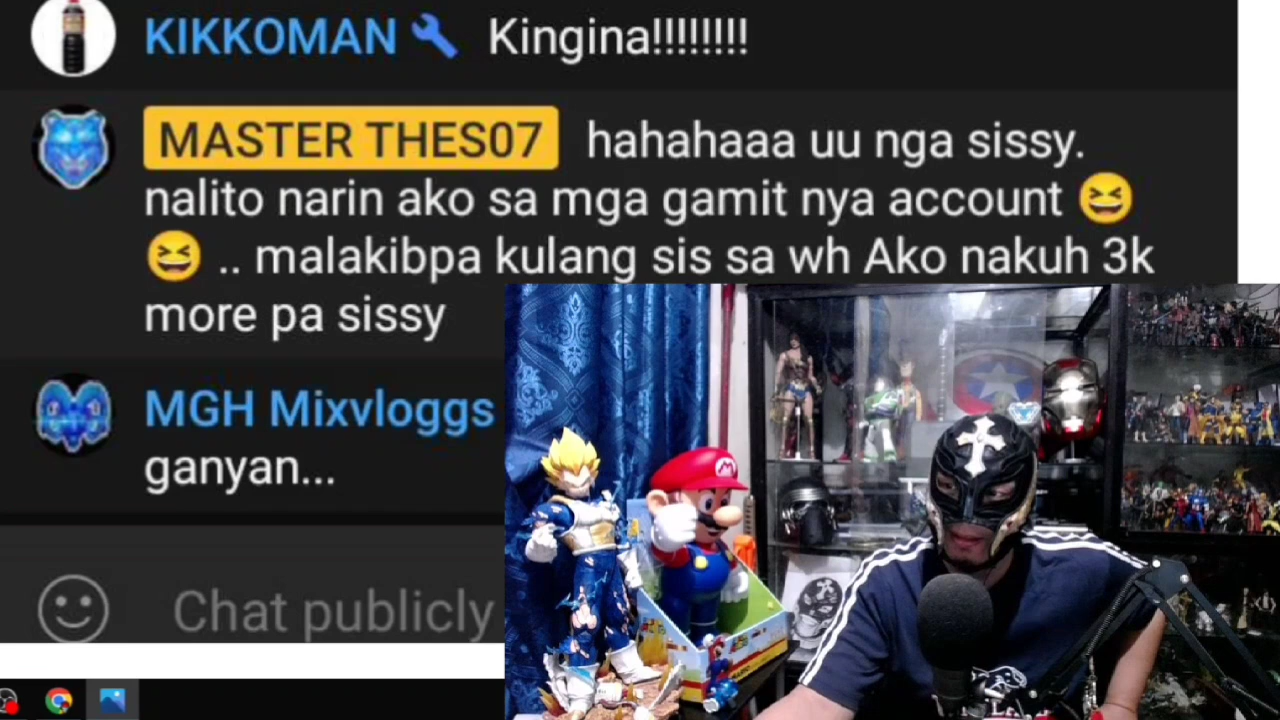 KIKKOMAN Kingina!!!!!!!!
MASTER THES07 hahahaaa uu nga sissy.
nalito narin ako sa mga gamit nya account 😆
😆 .. malakibpa kulang sis sa wh Ako nakuh 3k
more pa sissy
MGH Mixvloggs
ganyan...
Chat publicly
M